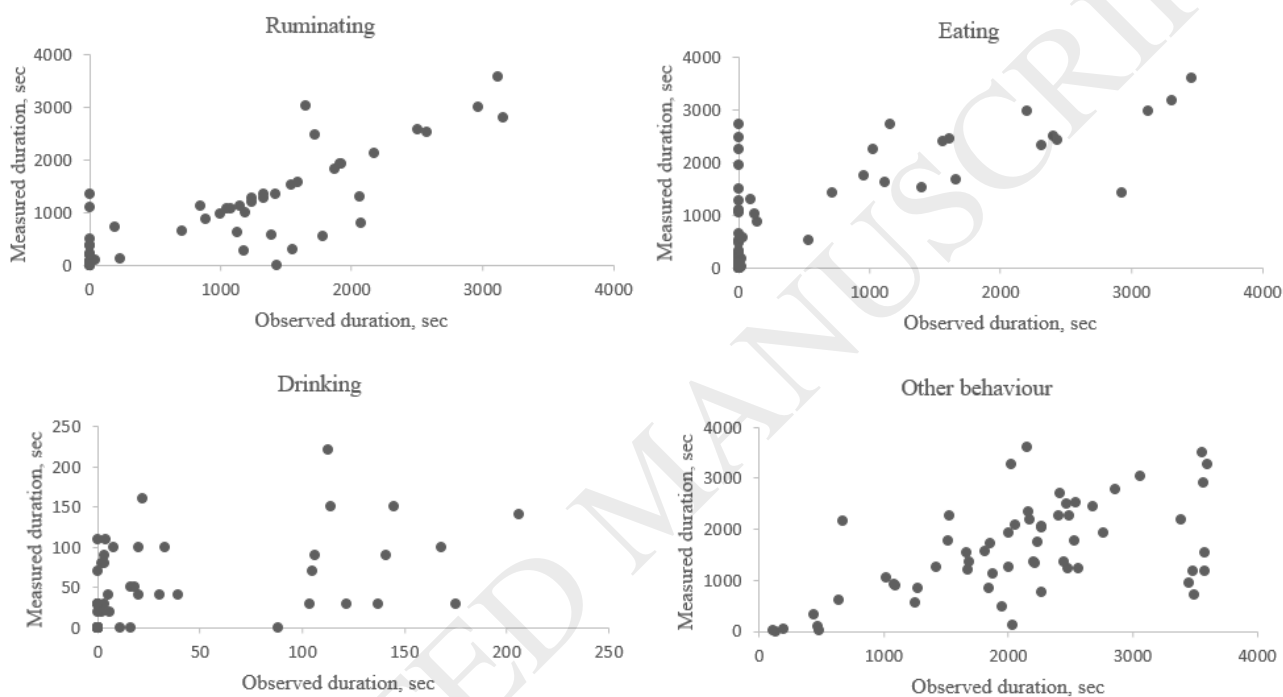 Ruminating
Measured duration, sec
4000
3000
2000
1000
0
0 1000 2000 3000 4000
Observed duration, sec
Eating
Measured duration, sec
4000
3000
2000
1000
0
0 1000 2000 3000 4000
Observed duration, sec
Drinking
Measured duration, sec
250
200
150
100
50
0
0 50 100 150 200 250
Observed duration, sec
Other behaviour
Measured duration, sec
4000
3000
2000
1000
0
0 1000 2000 3000 4000
Observed duration, sec
TED MANUSCRI